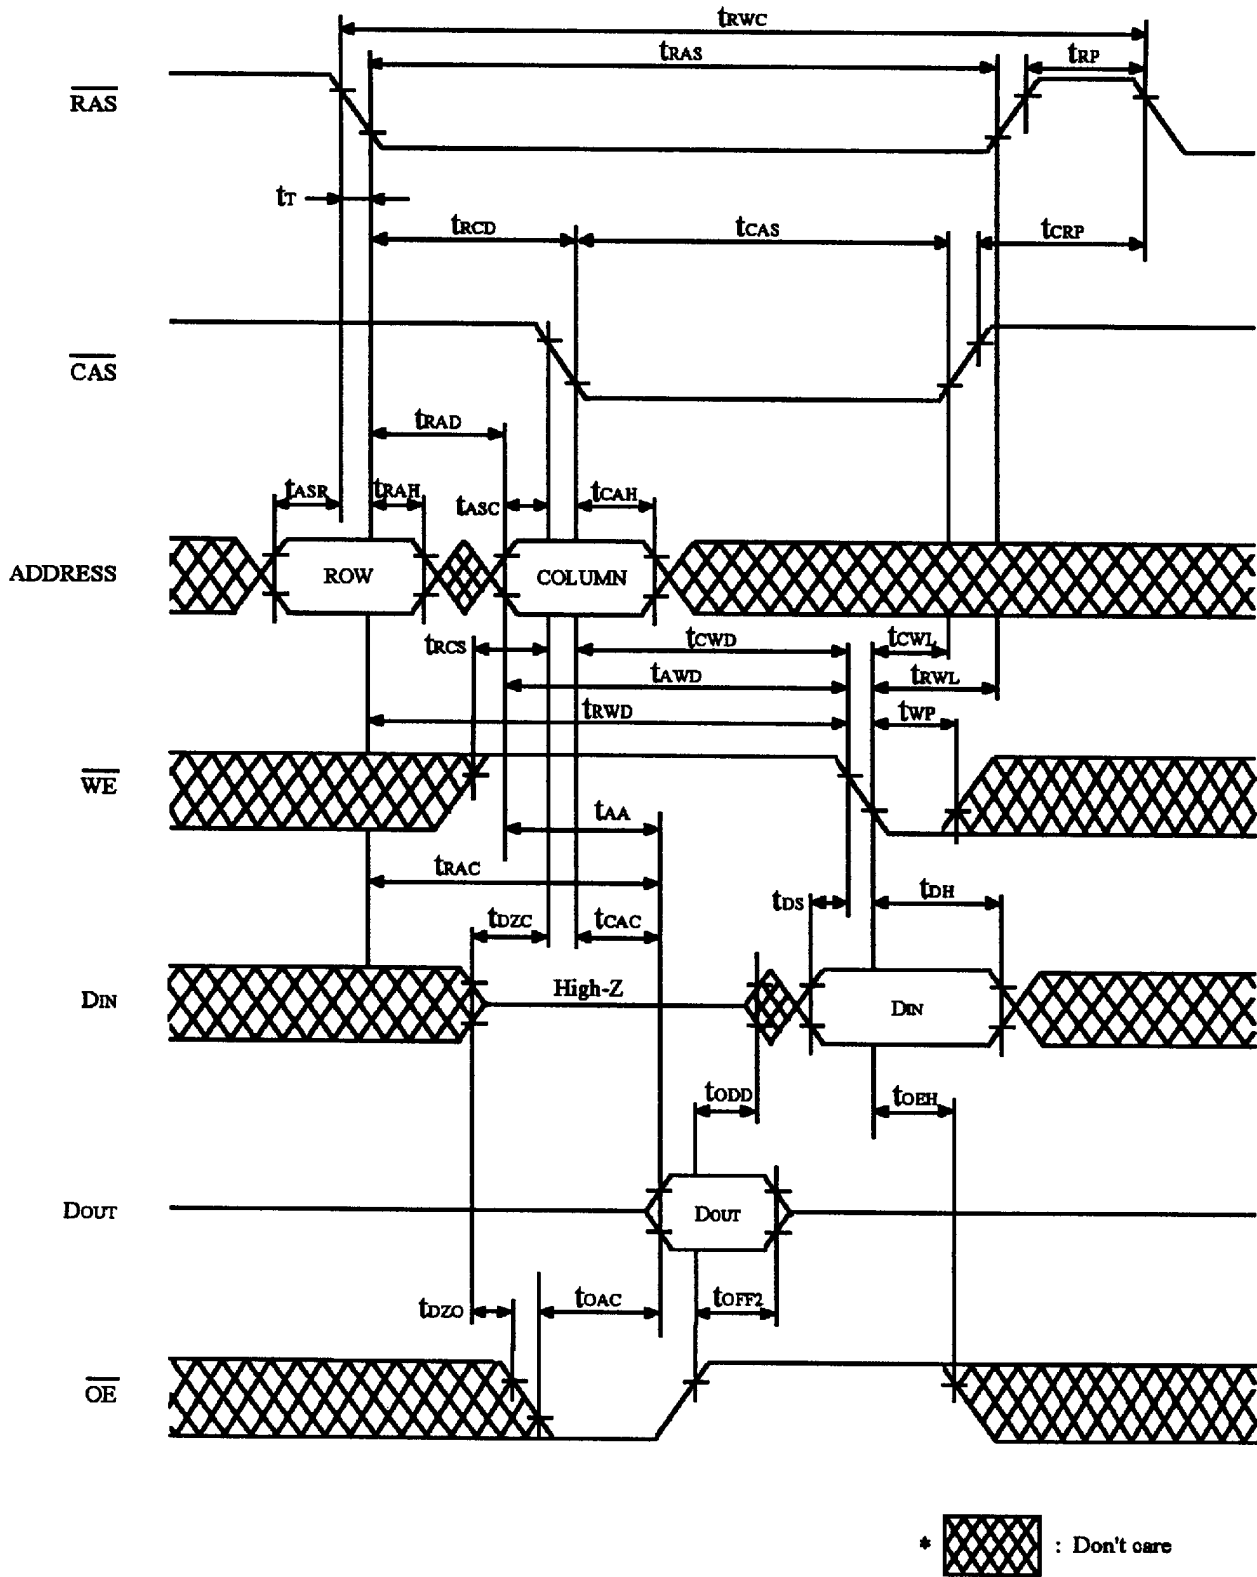 tRWC
tRAS
tRP
RAS
tT
tRCD
tCAS
tCRP
CAS
tRAD
tASR
tRAH
tASC
tCAH
ADDRESS
ROW
COLUMN
tRCS
tCWD
tCWL
tAWD
tRWL
tRWD
tWP
WE
tAA
tRAC
tDS
tDH
tDZC
tCAC
DIN
High-Z
DIN
tODD
tOEH
DOUT
DOUT
tDZO
tOAC
tOFF2
OE
* : Don't care